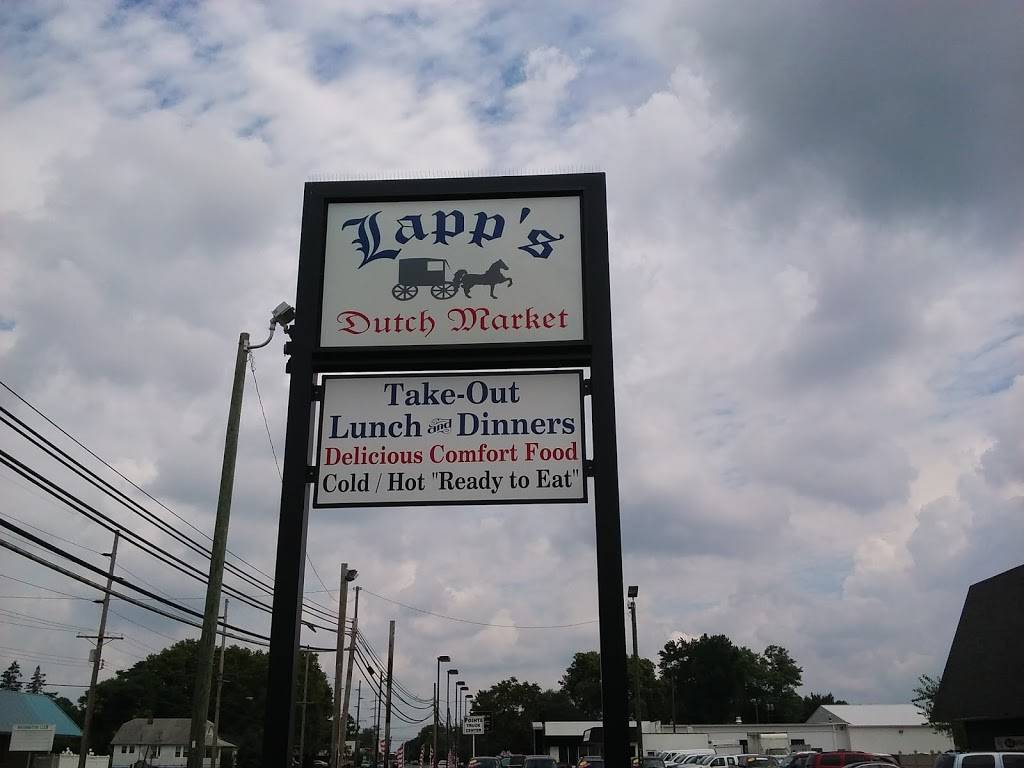 Lapp's
Dutch Market
Take-Out
Lunch and Dinners
Delicious Comfort Food
Cold / Hot "Ready to Eat"